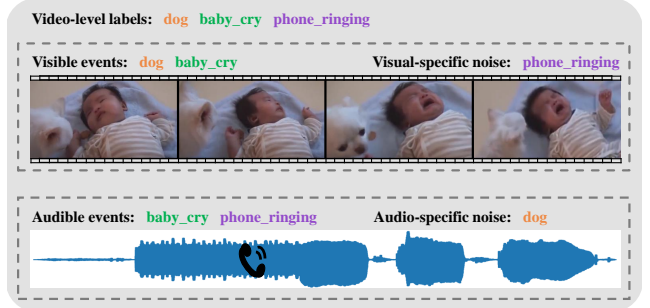 Video-level labels: dog baby_cry phone_ringing
Visible events: dog baby_cry Visual-specific noise: phone_ringing
Audible events: baby_cry phone_ringing Audio-specific noise: dog